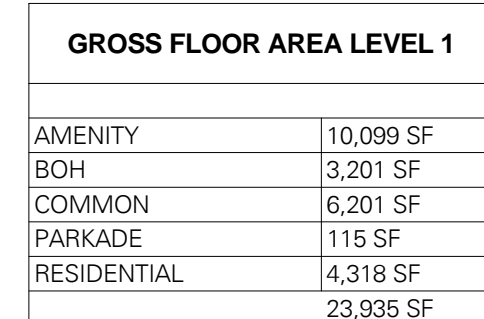 GROSS FLOOR AREA LEVEL 1
AMENITY 10,099 SF
BOH 3,201 SF
COMMON 6,201 SF
PARKADE 115 SF
RESIDENTIAL 4,318 SF
23,935 SF